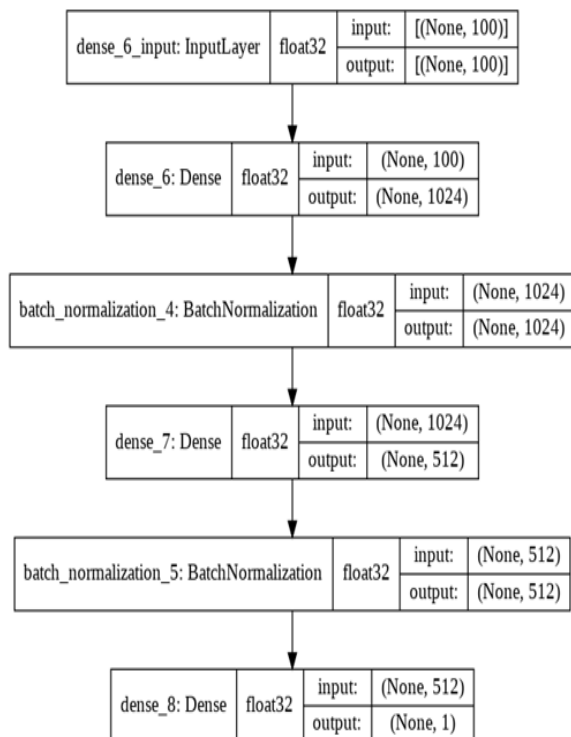 dense_6_input: InputLayer float32 input: [(None, 100)]
output: [(None, 100)]
dense_6: Dense float32 input: (None, 100)
output: (None, 1024)
batch_normalization_4: BatchNormalization float32 input: (None, 1024)
output: (None, 1024)
dense_7: Dense float32 input: (None, 1024)
output: (None, 512)
batch_normalization_5: BatchNormalization float32 input: (None, 512)
output: (None, 512)
dense_8: Dense float32 input: (None, 512)
output: (None, 1)